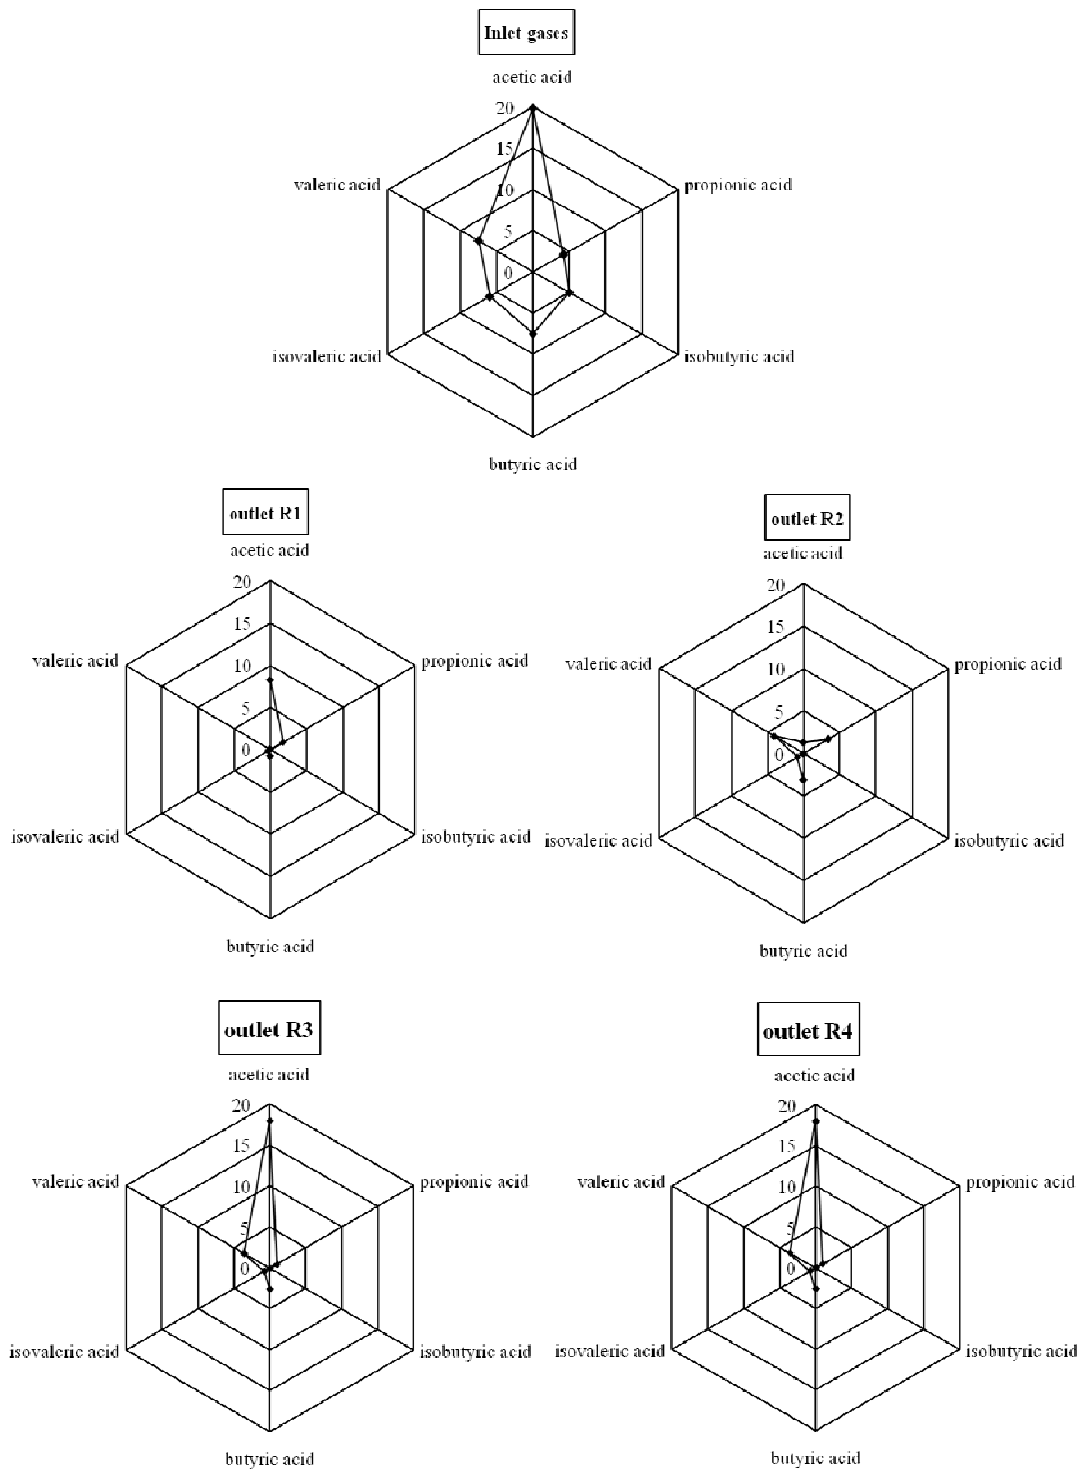 Inlet gases
acetic acid
20
15
10
5
0
valeric acid
propionic acid
isovaleric acid
isobutyric acid
butyric acid
outlet R1
acetic acid
20
15
10
5
0
valeric acid
propionic acid
isovaleric acid
isobutyric acid
butyric acid
outlet R2
acetic acid
20
15
10
5
0
valeric acid
propionic acid
isovaleric acid
isobutyric acid
butyric acid
outlet R3
acetic acid
20
15
10
5
0
valeric acid
propionic acid
isovaleric acid
isobutyric acid
butyric acid
outlet R4
acetic acid
20
15
10
5
0
valeric acid
propionic acid
isovaleric acid
isobutyric acid
butyric acid